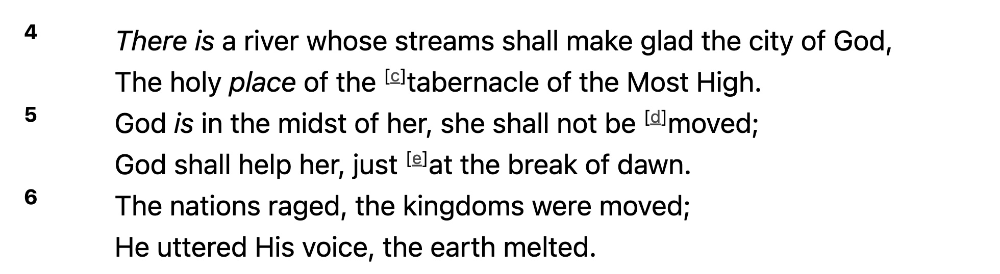 4 There is a river whose streams shall make glad the city of God,
The holy place of the [c]tabernacle of the Most High.
5 God is in the midst of her, she shall not be [d]moved;
God shall help her, just [e]at the break of dawn.
6 The nations raged, the kingdoms were moved;
He uttered His voice, the earth melted.